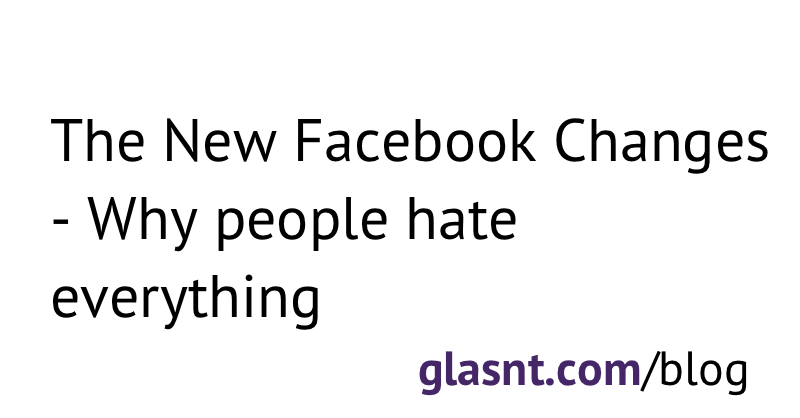 The New Facebook Changes
- Why people hate
everything
glasnt.com/blog